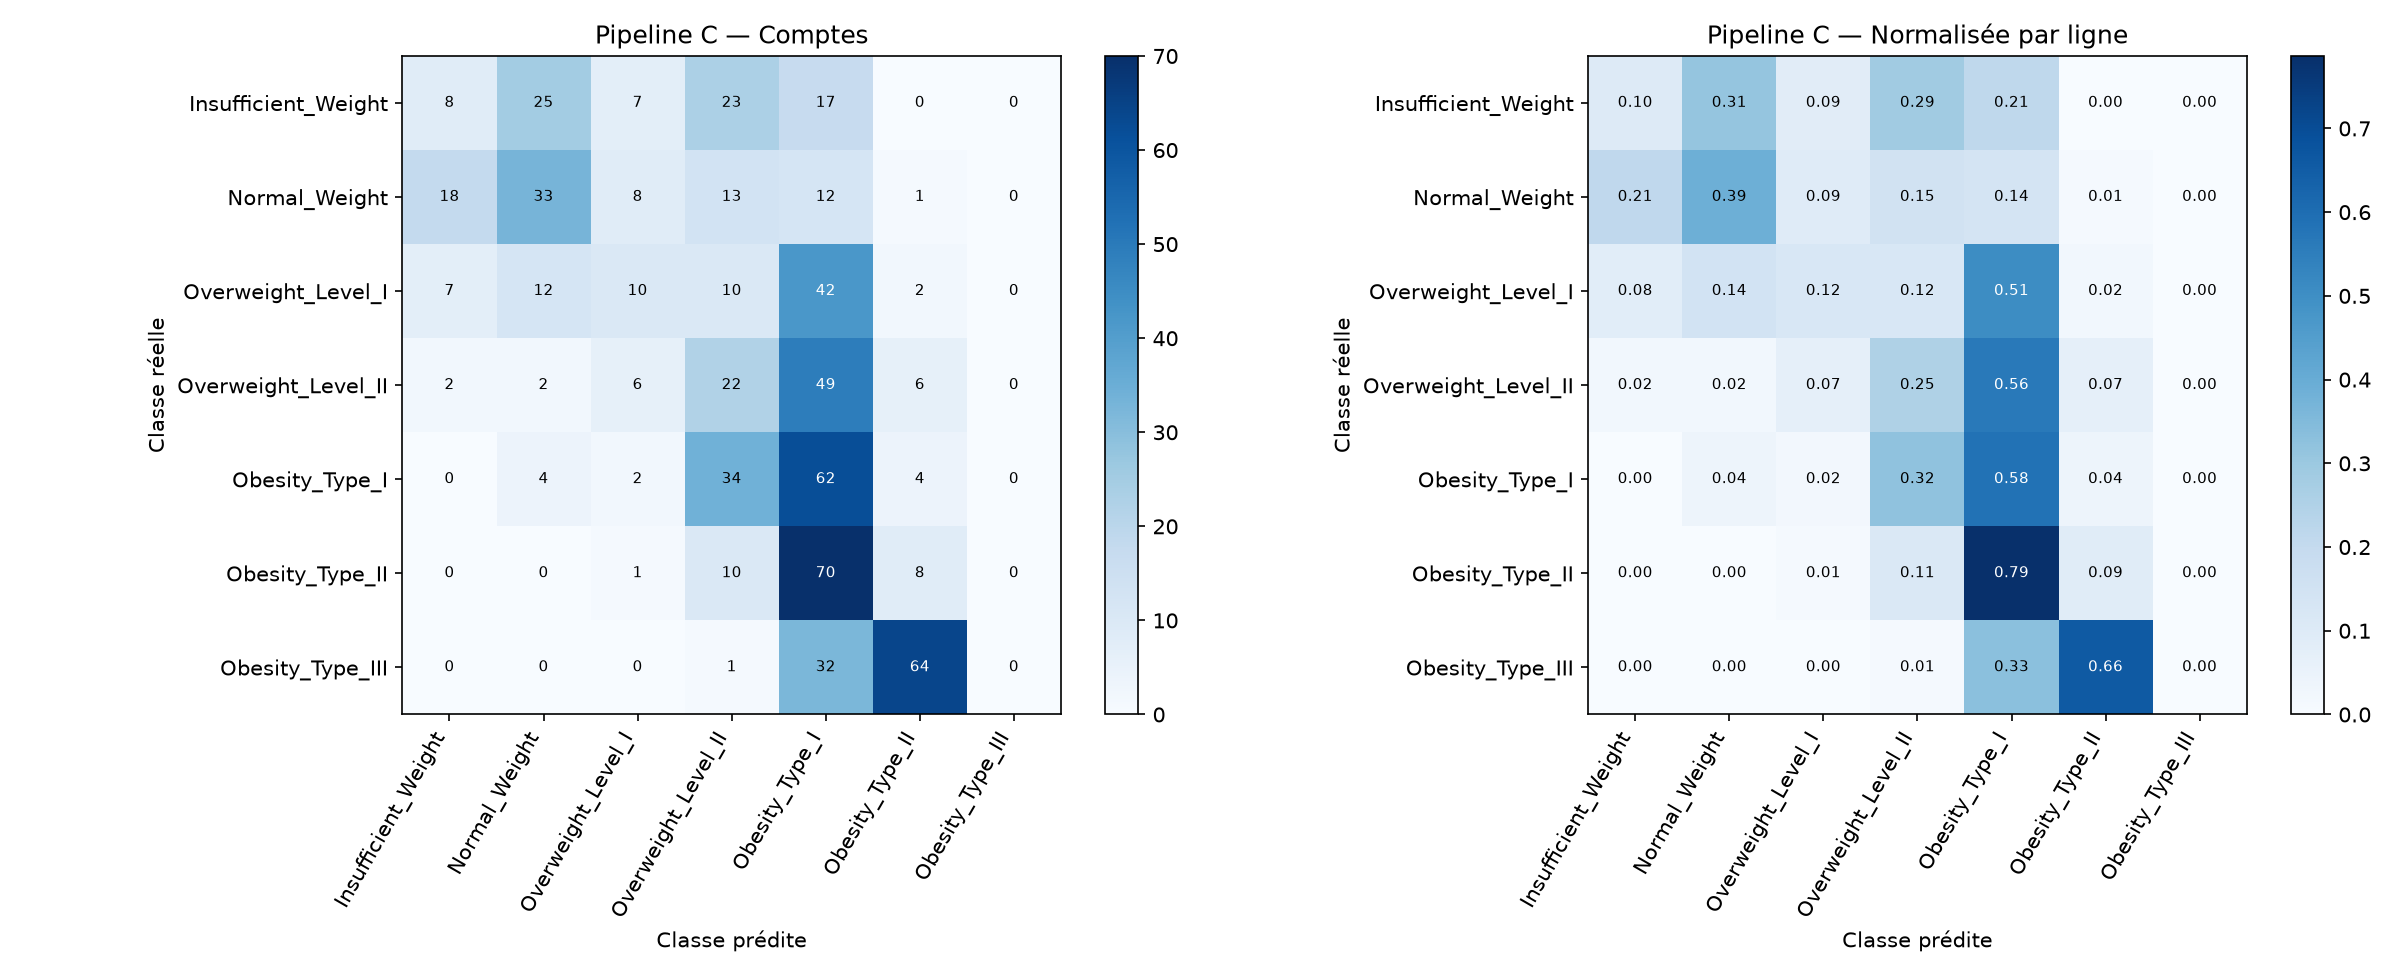 Pipeline C — Comptes
Classe réelle
Insufficient_Weight 8 25 7 23 17 0 0
Normal_Weight 18 33 8 13 12 1 0
Overweight_Level_I 7 12 10 10 42 2 0
Overweight_Level_II 2 2 6 22 49 6 0
Obesity_Type_I 0 4 2 34 62 4 0
Obesity_Type_II 0 0 1 10 70 8 0
Obesity_Type_III 0 0 0 1 32 64 0
Insufficient_Weight
Normal_Weight
Overweight_Level_I
Overweight_Level_II
Obesity_Type_I
Obesity_Type_II
Obesity_Type_III
Classe prédite
70
60
50
40
30
20
10
0
Pipeline C — Normalisée par ligne
Classe réelle
Insufficient_Weight 0.10 0.31 0.09 0.29 0.21 0.00 0.00
Normal_Weight 0.21 0.39 0.09 0.15 0.14 0.01 0.00
Overweight_Level_I 0.08 0.14 0.12 0.12 0.51 0.02 0.00
Overweight_Level_II 0.02 0.02 0.07 0.25 0.56 0.07 0.00
Obesity_Type_I 0.00 0.04 0.02 0.32 0.58 0.04 0.00
Obesity_Type_II 0.00 0.00 0.01 0.11 0.79 0.09 0.00
Obesity_Type_III 0.00 0.00 0.00 0.01 0.33 0.66 0.00
Insufficient_Weight
Normal_Weight
Overweight_Level_I
Overweight_Level_II
Obesity_Type_I
Obesity_Type_II
Obesity_Type_III
Classe prédite
0.7
0.6
0.5
0.4
0.3
0.2
0.1
0.0